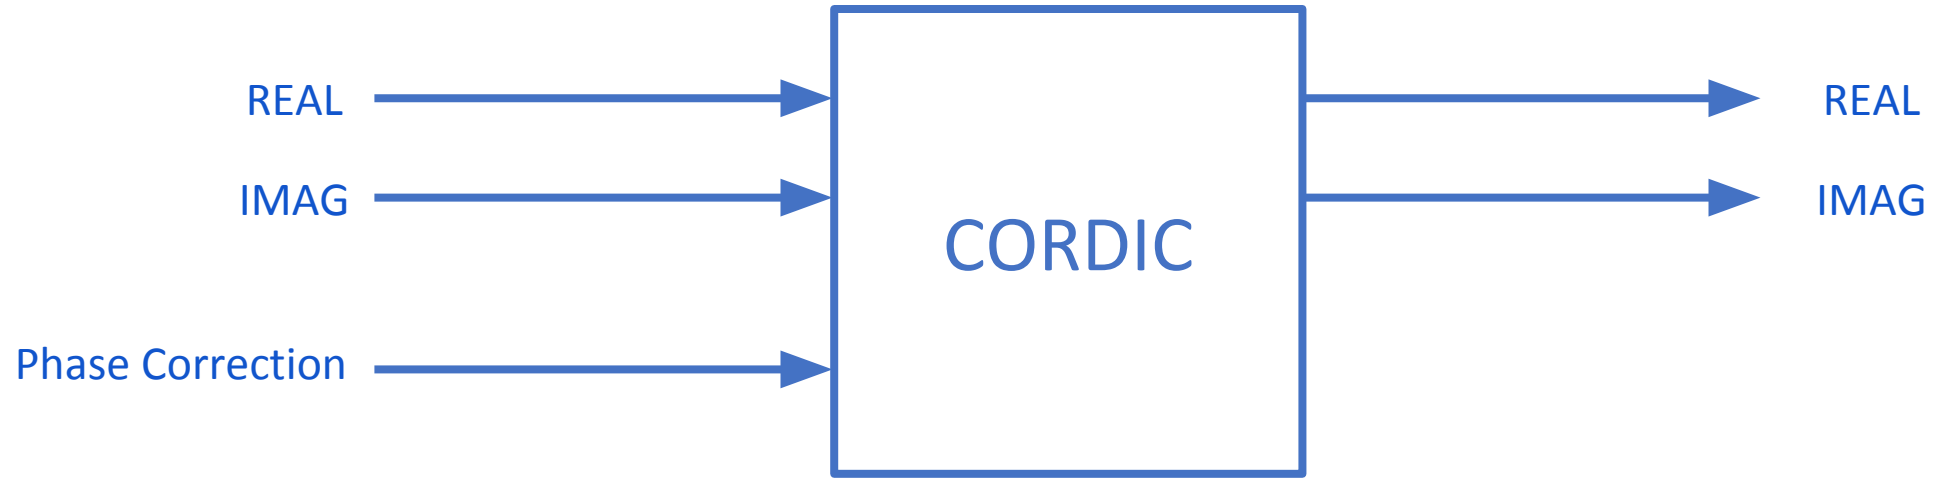 REAL
REAL
IMAG
IMAG
CORDIC
Phase Correction